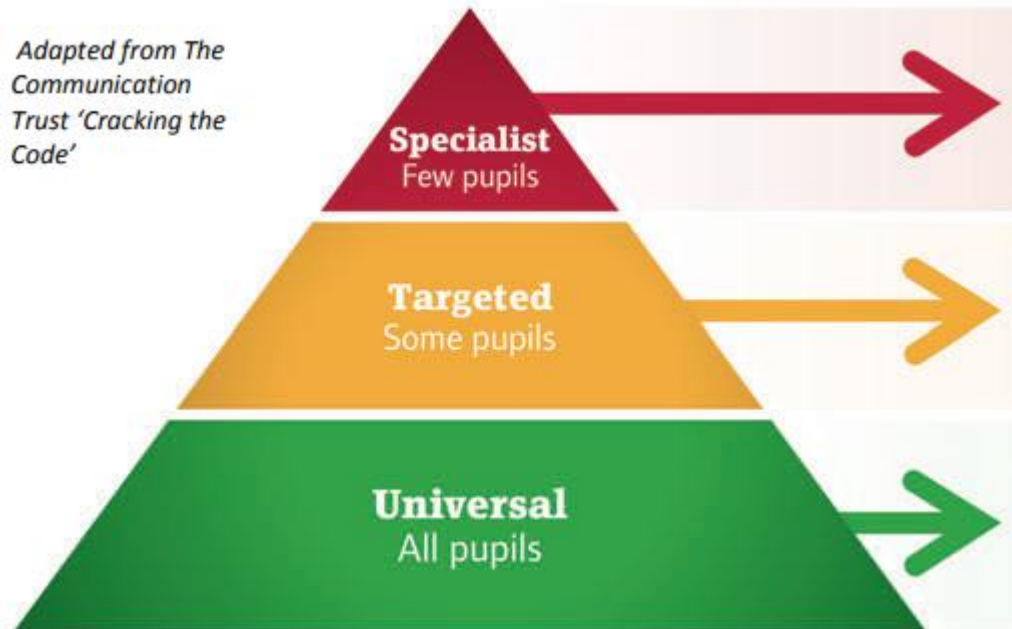 Adapted from The
Communication
Trust ‘Cracking the
Code’
Specialist
Few pupils
Targeted
Some pupils
Universal
All pupils